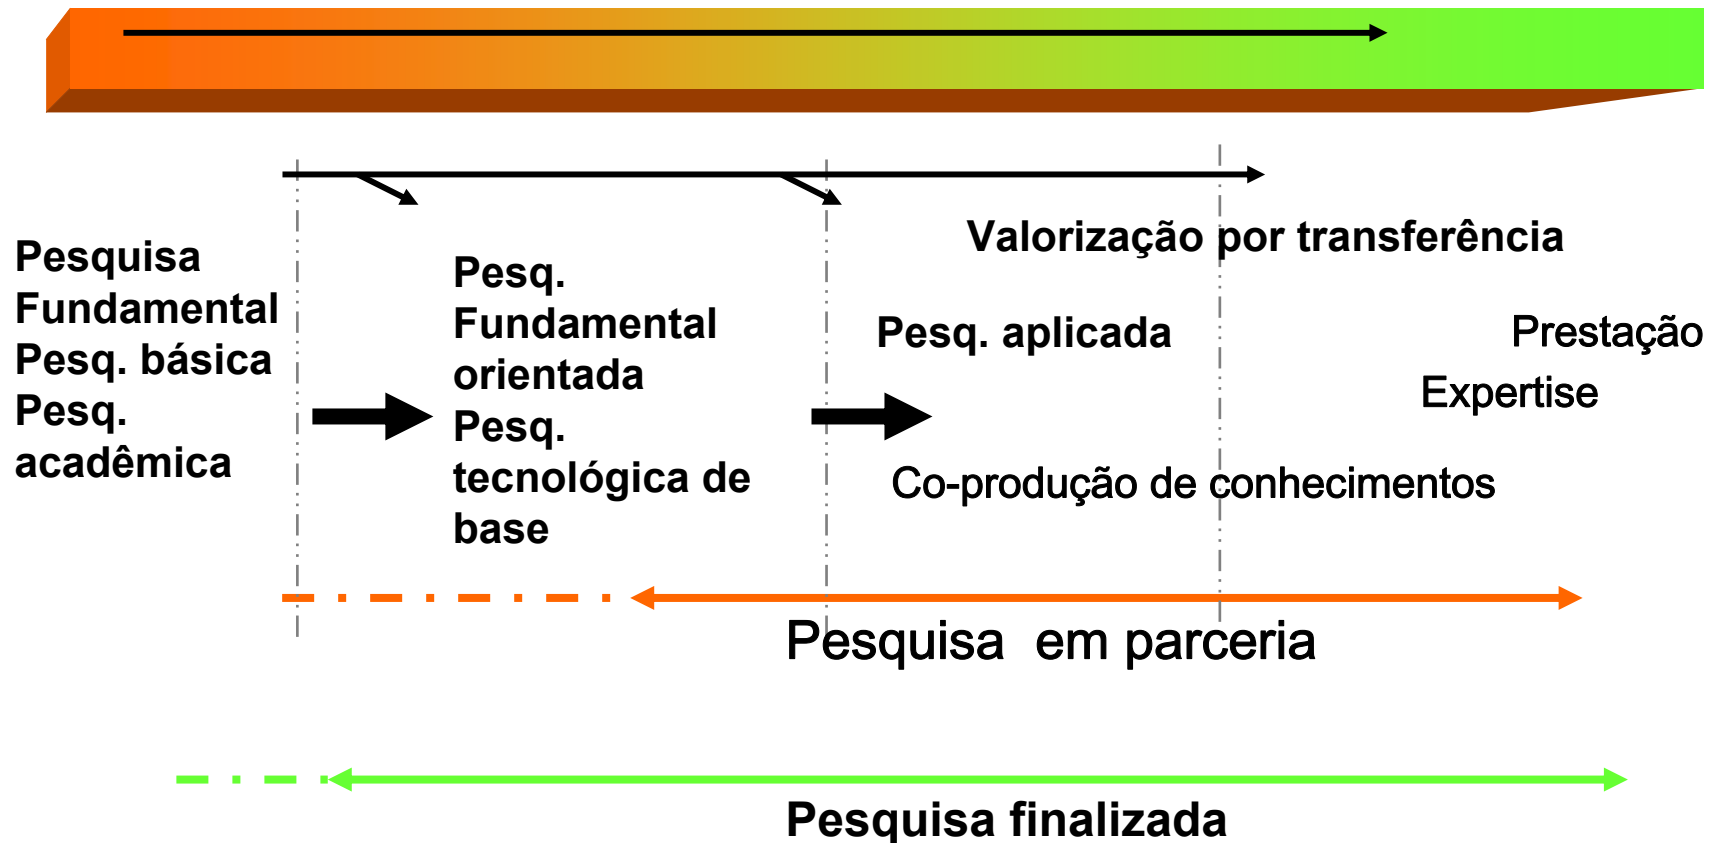 Pesquisa
Fundamental
Pesq. básica
Pesq.
acadêmica
Pesq.
Fundamental
orientada
Pesq.
tecnológica de
base
Valorização por transferência
Pesq. aplicada
Prestação
Expertise
Co-produção de conhecimentos
Pesquisa em parceria
Pesquisa finalizada